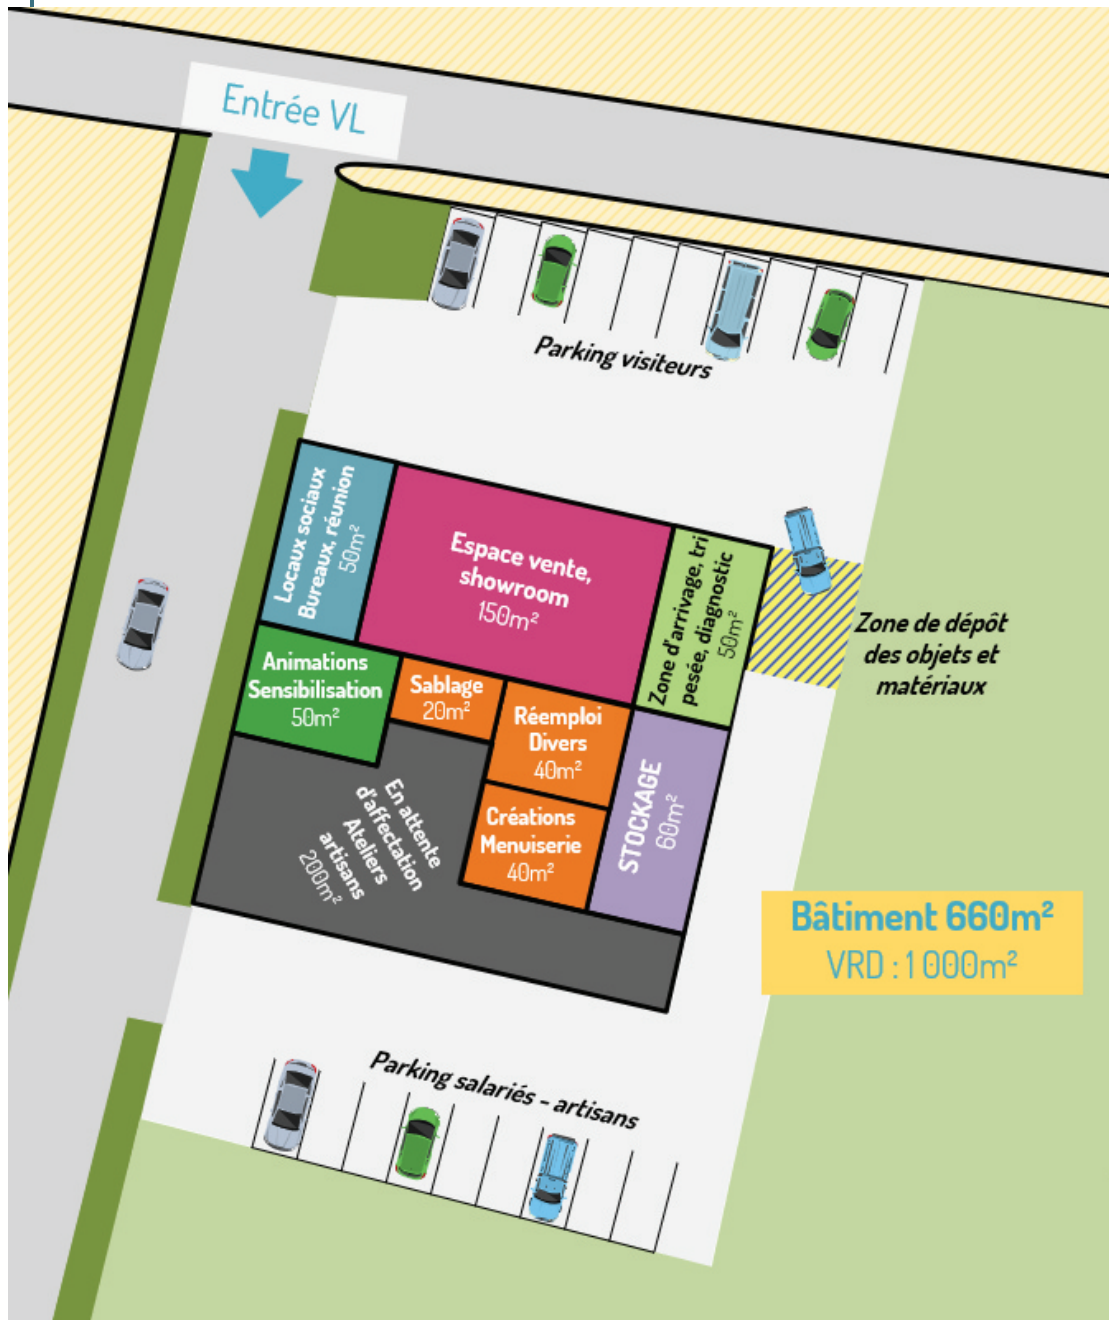 Entrée VL
Parking visiteurs
Locaux sociaux
Bureaux, réunion
50m²
Espace vente,
showroom
150m²
Zone d'arrivage, tri
pesée, diagnostic
50m²
Zone de dépôt
des objets et
matériaux
Animations
Sensibilisation
50m²
Sablage
20m²
Réemploi
Divers
40m²
STOCKAGE
60m²
En attente
d'affectation
Ateliers
artisans
200m²
Créations
Menuiserie
40m²
Bâtiment 660m²
VRD : 1 000m²
Parking salariés - artisans